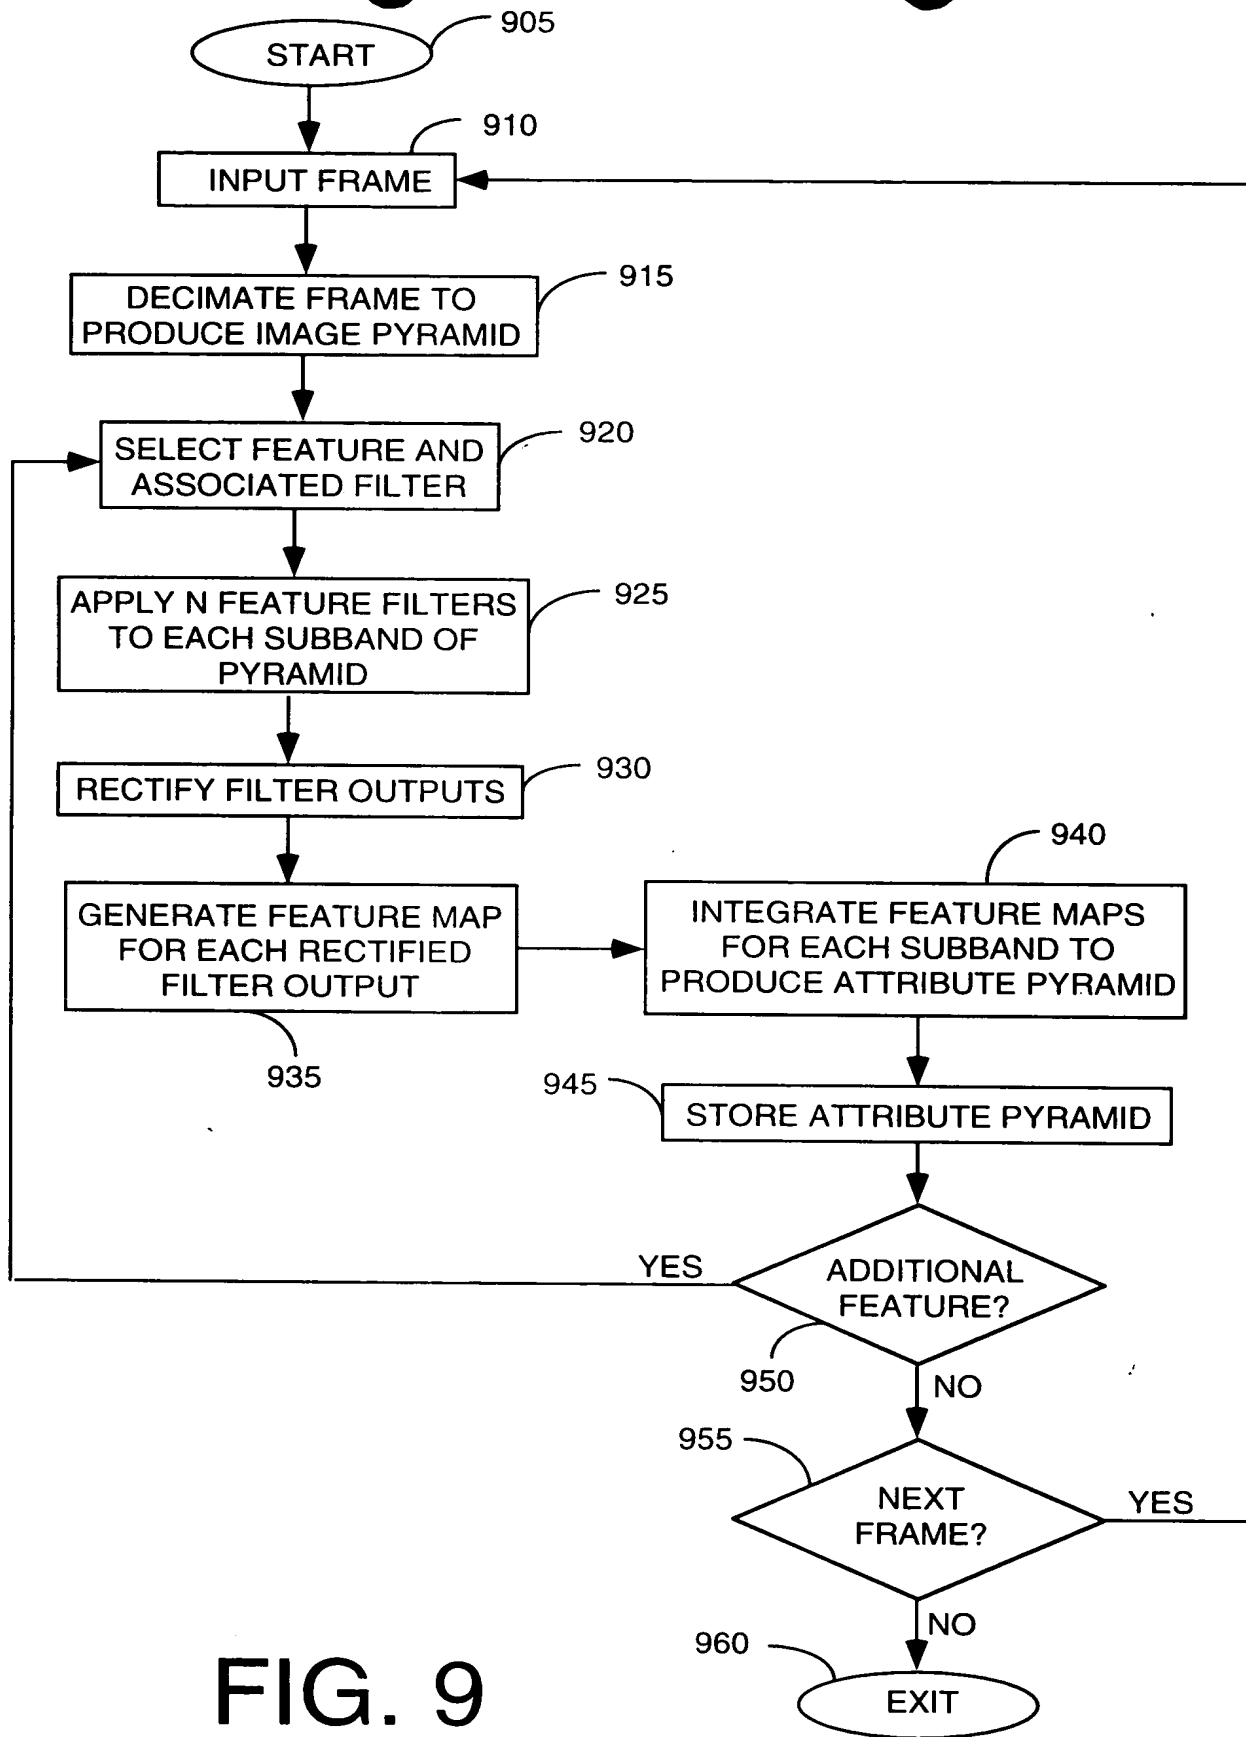 905
START
910
INPUT FRAME
915
DECIMATE FRAME TO
PRODUCE IMAGE PYRAMID
920
SELECT FEATURE AND
ASSOCIATED FILTER
925
APPLY N FEATURE FILTERS
TO EACH SUBBAND OF
PYRAMID
930
RECTIFY FILTER OUTPUTS
GENERATE FEATURE MAP
FOR EACH RECTIFIED
FILTER OUTPUT
935
940
INTEGRATE FEATURE MAPS
FOR EACH SUBBAND TO
PRODUCE ATTRIBUTE PYRAMID
945
STORE ATTRIBUTE PYRAMID
YES
ADDITIONAL
FEATURE?
950
NO
955
NEXT
FRAME?
YES
NO
960
EXIT
FIG. 9